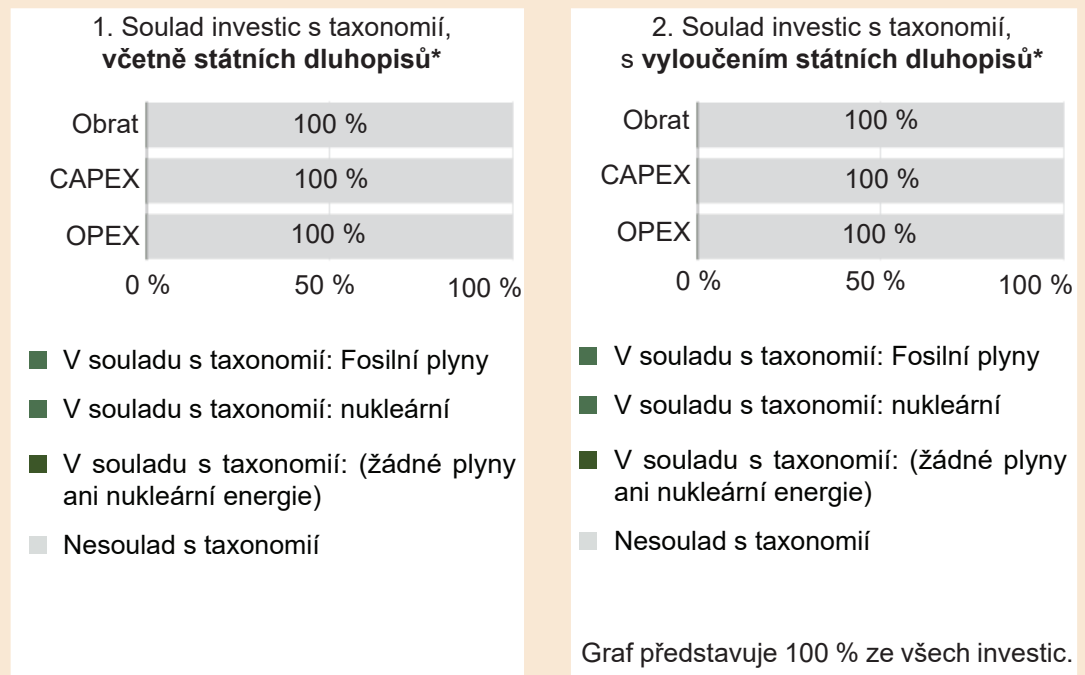 1. Soulad investic s taxonomií,
včetně státních dluhopisů*
Obrat 100 %
CAPEX 100 %
OPEX 100 %
0 % 50 % 100 %
V souladu s taxonomií: Fosilní plyny
V souladu s taxonomií: nukleární
V souladu s taxonomií: (žádné plyny
ani nukleární energie)
Nesoulad s taxonomií
2. Soulad investic s taxonomií,
s vyloučením státních dluhopisů*
Obrat 100 %
CAPEX 100 %
OPEX 100 %
0 % 50 % 100 %
V souladu s taxonomií: Fosilní plyny
V souladu s taxonomií: nukleární
V souladu s taxonomií: (žádné plyny
ani nukleární energie)
Nesoulad s taxonomií
Graf představuje 100 % ze všech investic.